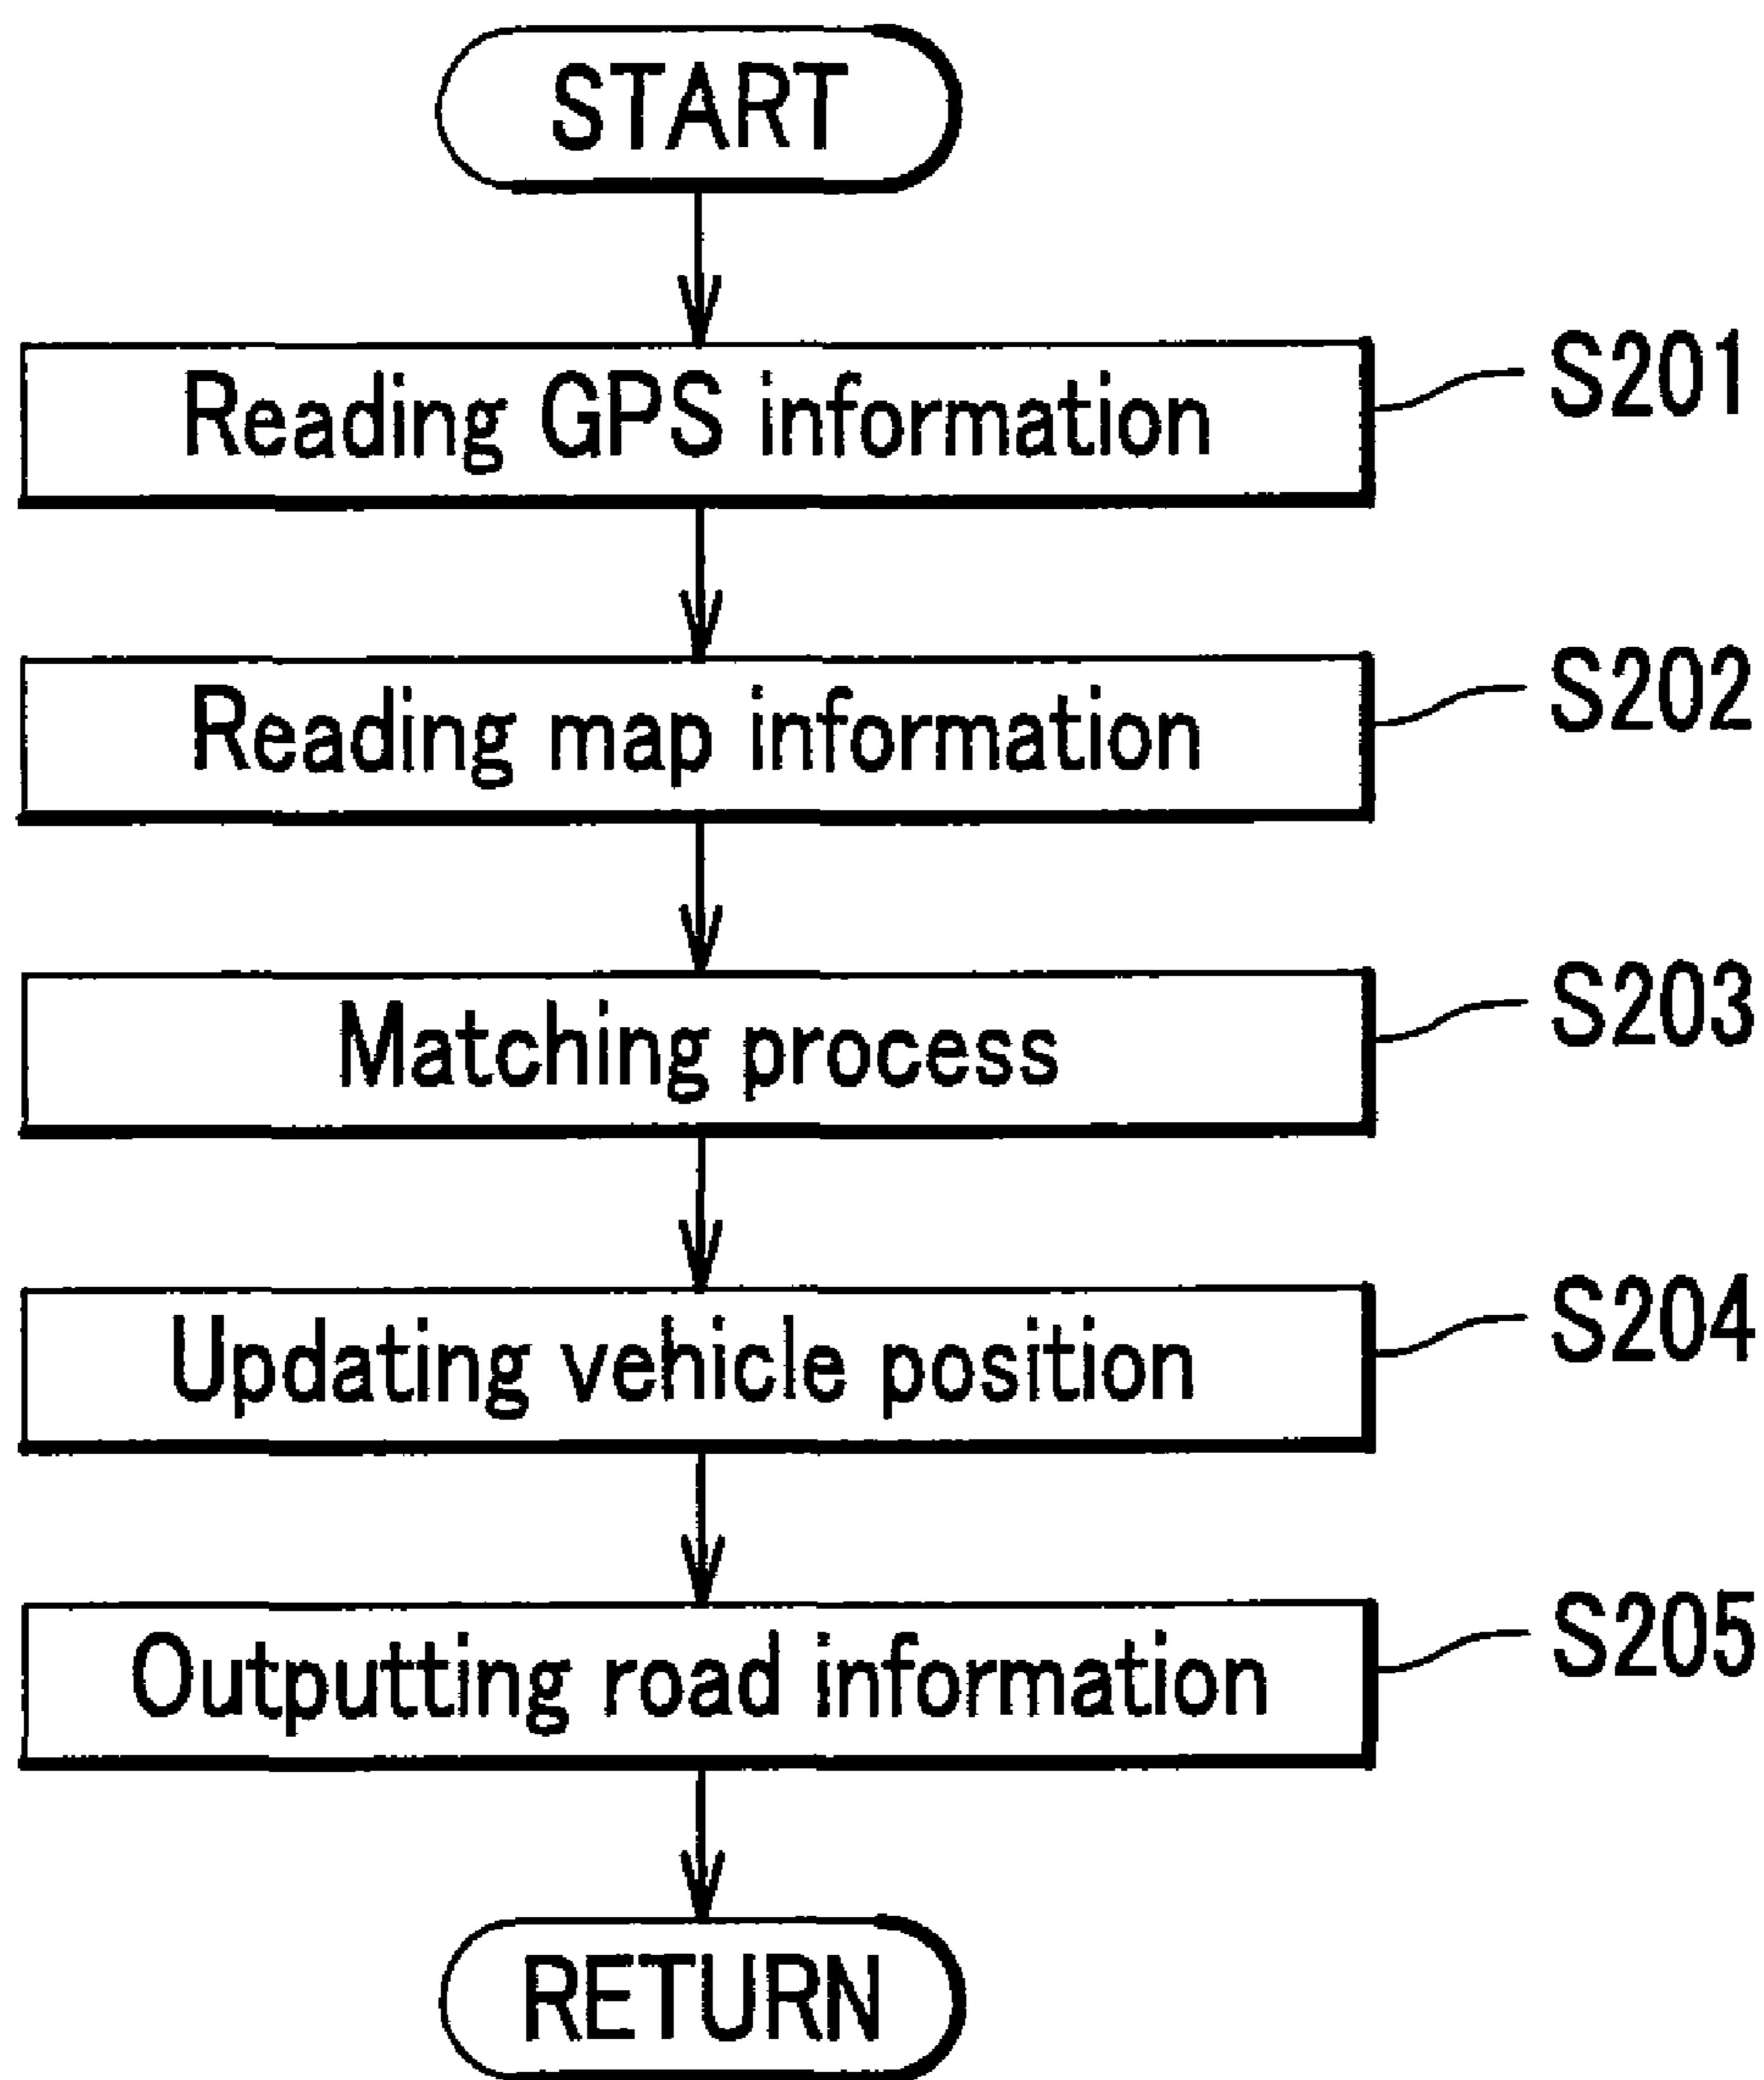 START
Reading GPS information S201
Reading map information S202
Matching process S203
Updating vehicle position S204
Outputting road information S205
RETURN